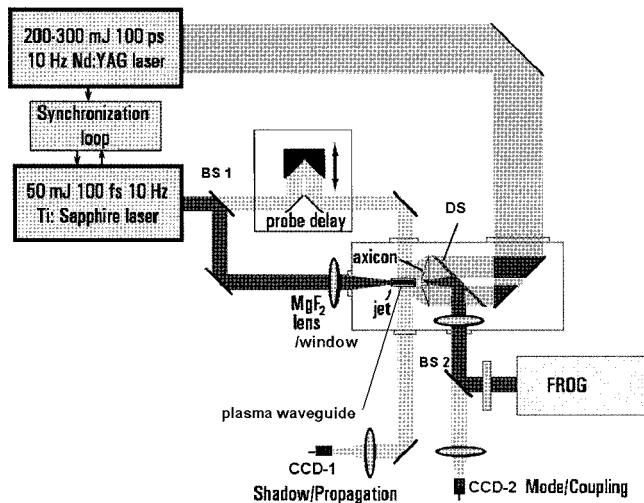 200-300 mJ 100 ps
10 Hz Nd:YAG laser
Synchronization
loop
50 mJ 100 fs 10 Hz
Ti: Sapphire laser
BS 1
probe delay
DS
axicon
jet
MgF₂
lens
/window
BS 2
FROG
plasma waveguide
CCD-1
Shadow/Propagation
CCD-2 Mode/Coupling